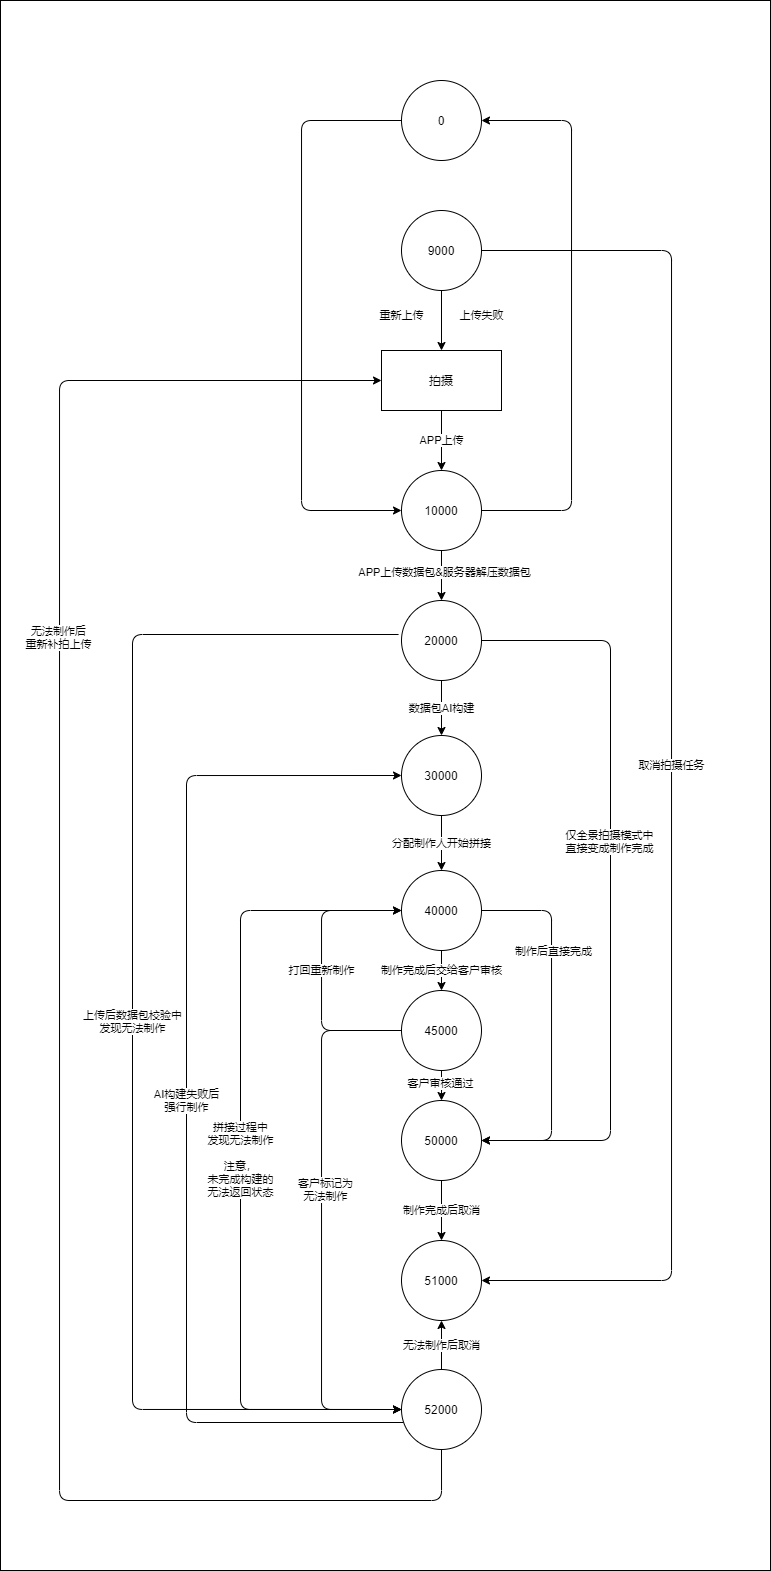 0
9000
重新上传
上传失败
拍摄
APP上传
10000
APP上传数据包&服务器解压数据包
无法制作后
重新补拍上传
20000
数据包AI构建
30000
取消拍摄任务
仅全景拍摄模式中
直接变成制作完成
分配制作人开始拼接
40000
制作后直接完成
打回重新制作
制作完成后交给客户审核
上传后数据包校验中
发现无法制作
45000
客户审核通过
AI构建失败后
强行制作
拼接过程中
发现无法制作
注意，
未完成构建的
无法返回状态
50000
客户标记为
无法制作
制作完成后取消
51000
无法制作后取消
52000